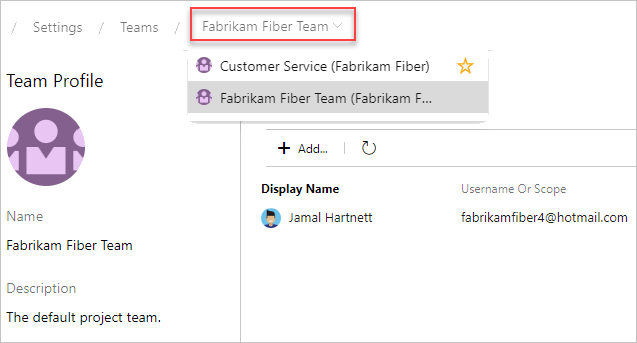 / Settings / Teams / Fabrikam Fiber Team
Customer Service (Fabrikam Fiber)
Fabrikam Fiber Team (Fabrikam F...
Team Profile
+ Add...
Display Name Username Or Scope
Jamal Hartnett fabrikamfiber4@hotmail.com
Name
Fabrikam Fiber Team
Description
The default project team.